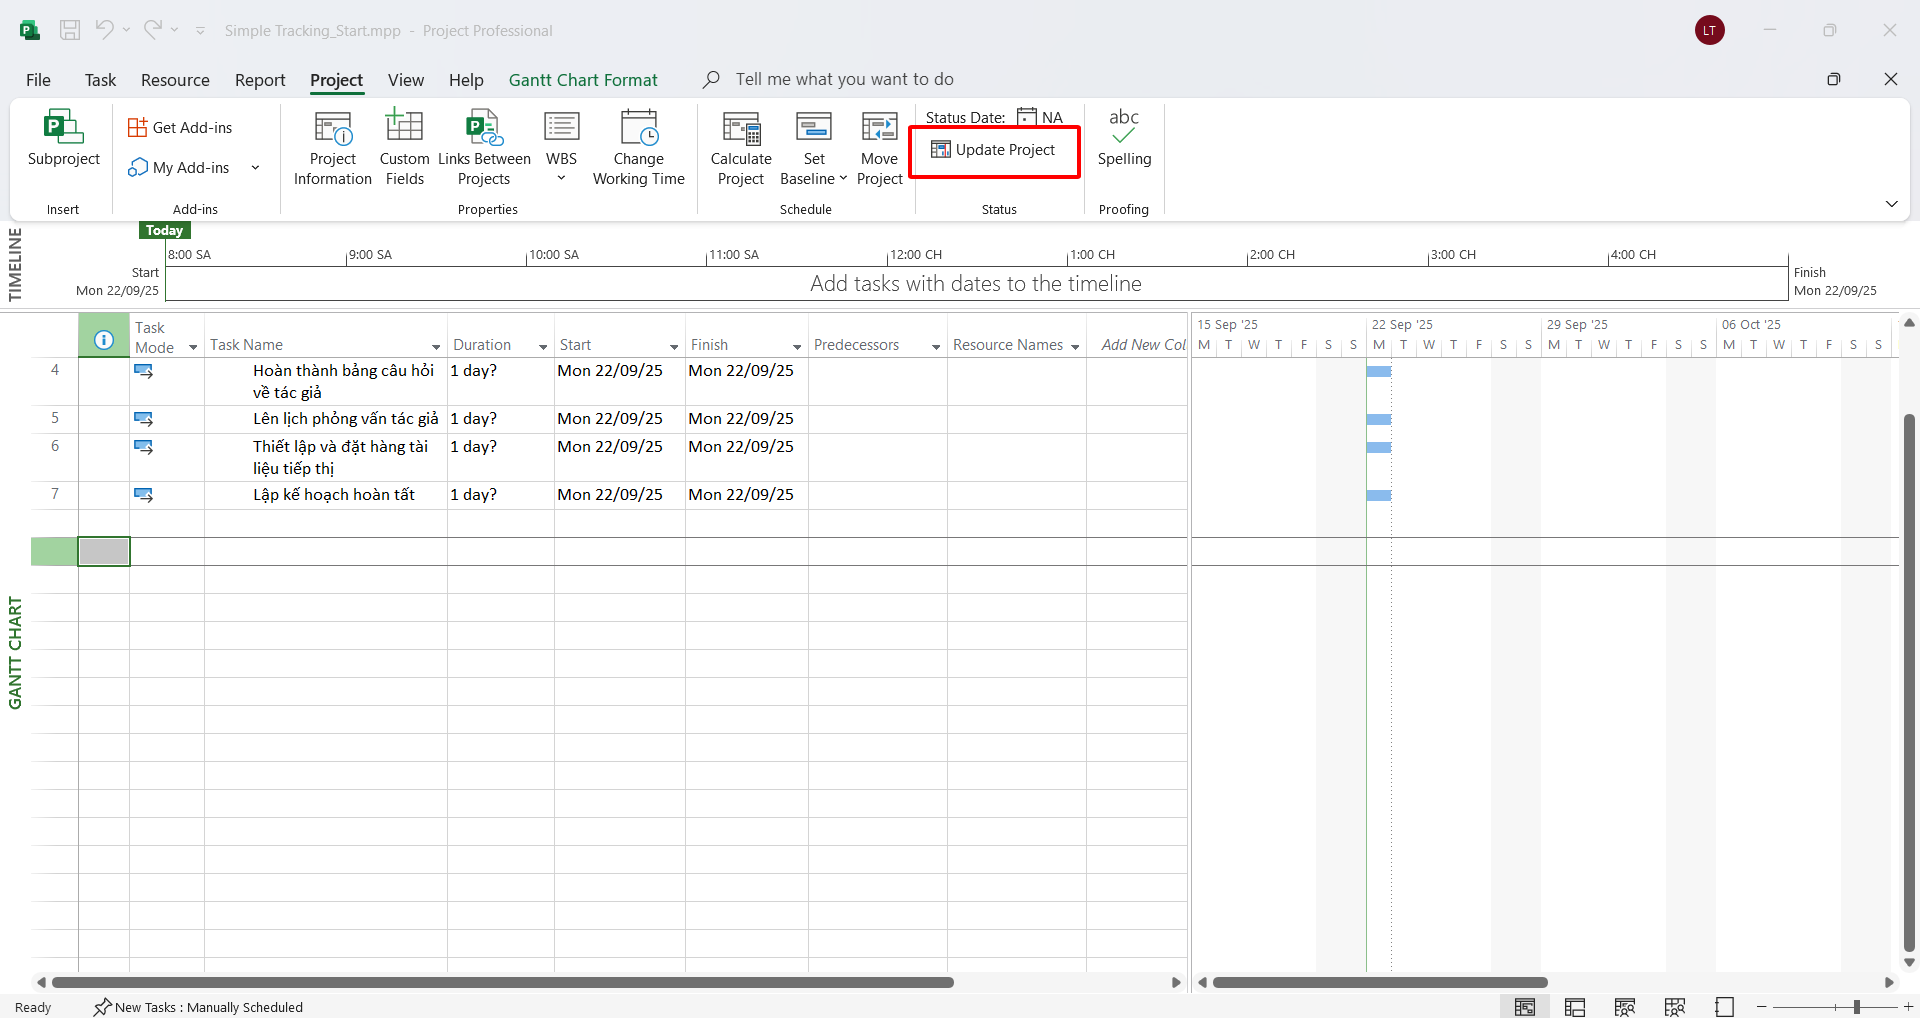 Simple Tracking_Start.mpp - Project Professional
LT
File Task Resource Report Project View Help Gantt Chart Format Tell me what you want to do
Subproject
Get Add-ins
My Add-ins
Project Information
Custom Fields
Links Between Projects
WBS
Change Working Time
Calculate Project
Set Baseline
Move Project
Status Date: NA
Update Project
abc
Spelling
Insert Add-ins Properties Schedule Status Proofing
TIMELINE
Today
8:00 SA 9:00 SA 10:00 SA 11:00 SA 12:00 CH 1:00 CH 2:00 CH 3:00 CH 4:00 CH
Start
Mon 22/09/25
Add tasks with dates to the timeline
Finish
Mon 22/09/25
GANTT CHART
Task Mode Task Name Duration Start Finish Predecessors Resource Names Add New Col
15 Sep '25 22 Sep '25 29 Sep '25 06 Oct '25
M T W T F S S M T W T F S S M T W T F S S M T W T F S S
4 Hoàn thành bảng câu hỏi 1 day? Mon 22/09/25 Mon 22/09/25
về tác giả
5 Lên lịch phỏng vấn tác giả 1 day? Mon 22/09/25 Mon 22/09/25
6 Thiết lập và đặt hàng tài 1 day? Mon 22/09/25 Mon 22/09/25
liệu tiếp thị
7 Lập kế hoạch hoàn tất 1 day? Mon 22/09/25 Mon 22/09/25
Ready New Tasks : Manually Scheduled